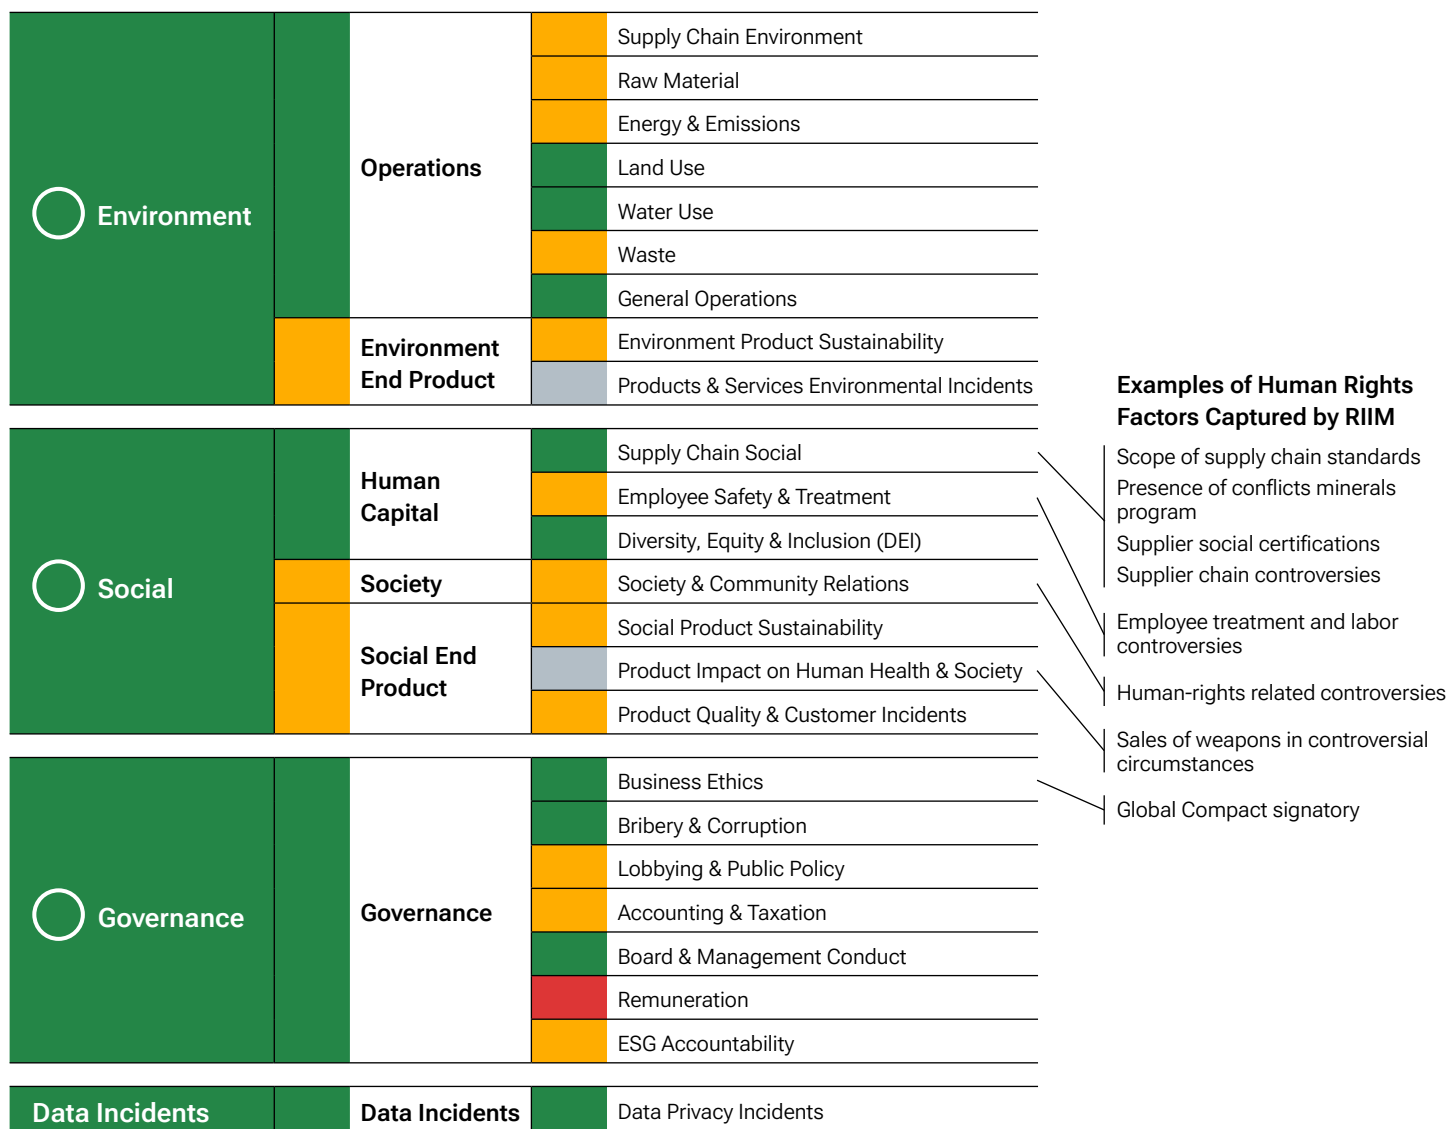 Environment
Operations
Supply Chain Environment
Raw Material
Energy & Emissions
Land Use
Water Use
Waste
General Operations
Environment
End Product
Environment Product Sustainability
Products & Services Environmental Incidents
Social
Human
Capital
Supply Chain Social
Employee Safety & Treatment
Diversity, Equity & Inclusion (DEI)
Society
Society & Community Relations
Social End
Product
Social Product Sustainability
Product Impact on Human Health & Society
Product Quality & Customer Incidents
Governance
Governance
Business Ethics
Bribery & Corruption
Lobbying & Public Policy
Accounting & Taxation
Board & Management Conduct
Remuneration
ESG Accountability
Data Incidents
Data Incidents
Data Privacy Incidents
Examples of Human Rights
Factors Captured by RIIM
Scope of supply chain standards
Presence of conflicts minerals
program
Supplier social certifications
Supplier chain controversies
Employee treatment and labor
controversies
Human-rights related controversies
Sales of weapons in controversial
circumstances
Global Compact signatory